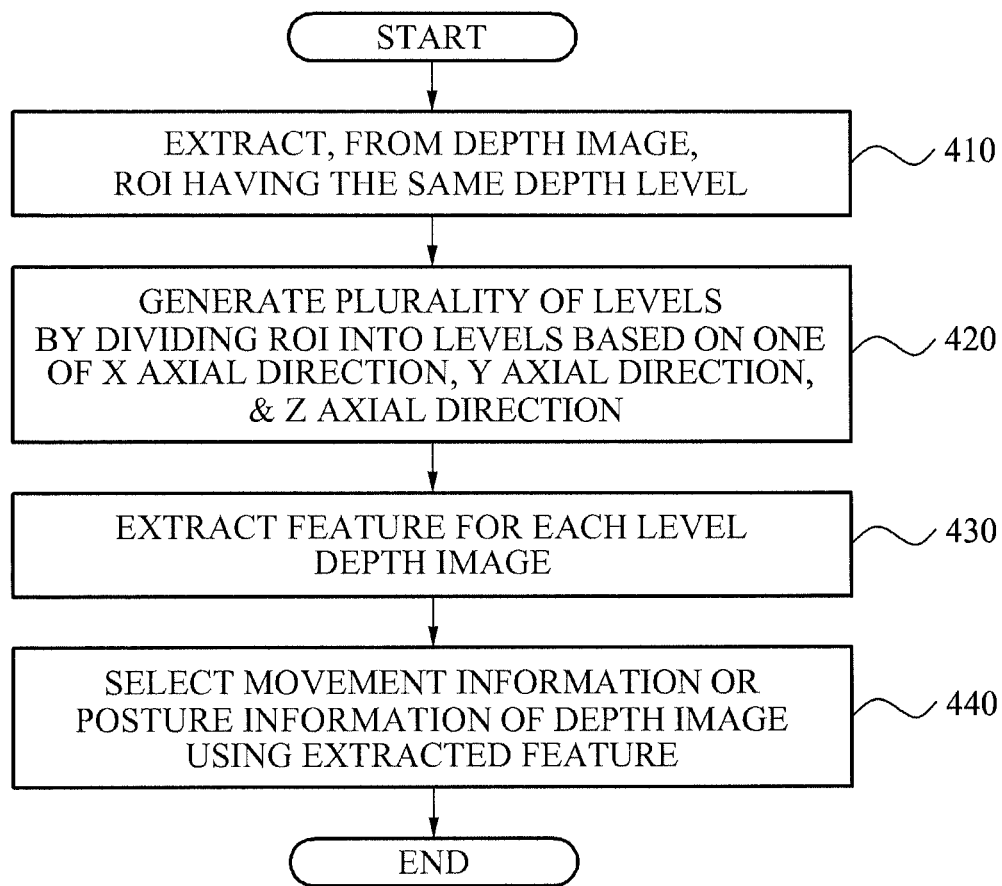 START
EXTRACT, FROM DEPTH IMAGE,
ROI HAVING THE SAME DEPTH LEVEL
410
GENERATE PLURALITY OF LEVELS
BY DIVIDING ROI INTO LEVELS BASED ON ONE
OF X AXIAL DIRECTION, Y AXIAL DIRECTION,
& Z AXIAL DIRECTION
420
EXTRACT FEATURE FOR EACH LEVEL
DEPTH IMAGE
430
SELECT MOVEMENT INFORMATION OR
POSTURE INFORMATION OF DEPTH IMAGE
USING EXTRACTED FEATURE
440
END